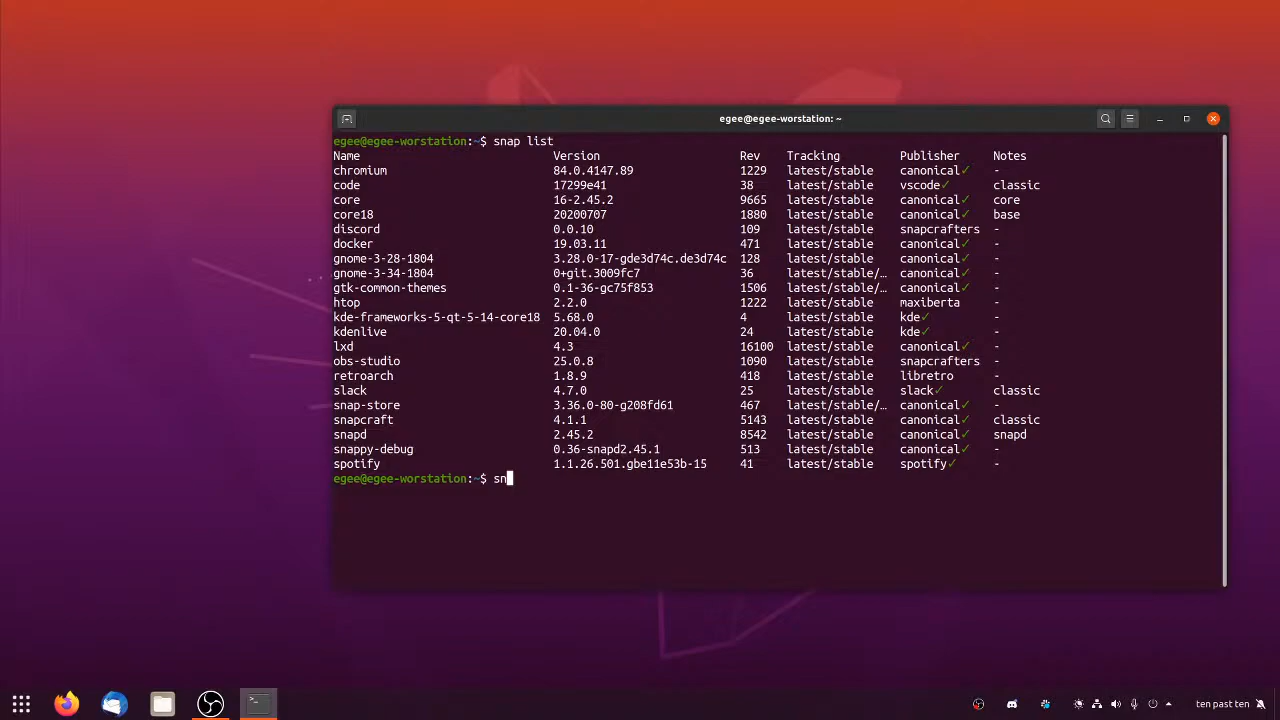 egee@egee-worstation: ~
egee@egee-worstation:~$ snap list
Name Version Rev Tracking Publisher Notes
chromium 84.0.4147.89 1229 latest/stable canonical✓ -
code 17299e41 38 latest/stable vscode✓ classic
core 16-2.45.2 9665 latest/stable canonical✓ core
core18 20200707 1880 latest/stable canonical✓ base
discord 0.0.10 109 latest/stable snapcrafters -
docker 19.03.11 471 latest/stable canonical✓ -
gnome-3-28-1804 3.28.0-17-gde3d74c.de3d74c 128 latest/stable canonical✓ -
gnome-3-34-1804 0+git.3009fc7 36 latest/stable/… canonical✓ -
gtk-common-themes 0.1-36-gc75f853 1506 latest/stable/… canonical✓ -
htop 2.2.0 1222 latest/stable maxiberta -
kde-frameworks-5-qt-5-14-core18 5.68.0 4 latest/stable kde✓ -
kdenlive 20.04.0 24 latest/stable kde✓ -
lxd 4.3 16100 latest/stable canonical✓ -
obs-studio 25.0.8 1090 latest/stable snapcrafters -
retroarch 1.8.9 418 latest/stable libretro -
slack 4.7.0 25 latest/stable slack✓ classic
snap-store 3.36.0-80-g208fd61 467 latest/stable/… canonical✓ -
snapcraft 4.1.1 5143 latest/stable canonical✓ classic
snapd 2.45.2 8542 latest/stable canonical✓ snapd
snappy-debug 0.36-snapd2.45.1 513 latest/stable canonical✓ -
spotify 1.1.26.501.gbe11e53b-15 41 latest/stable spotify✓ -
egee@egee-worstation:~$ sn
ten past ten